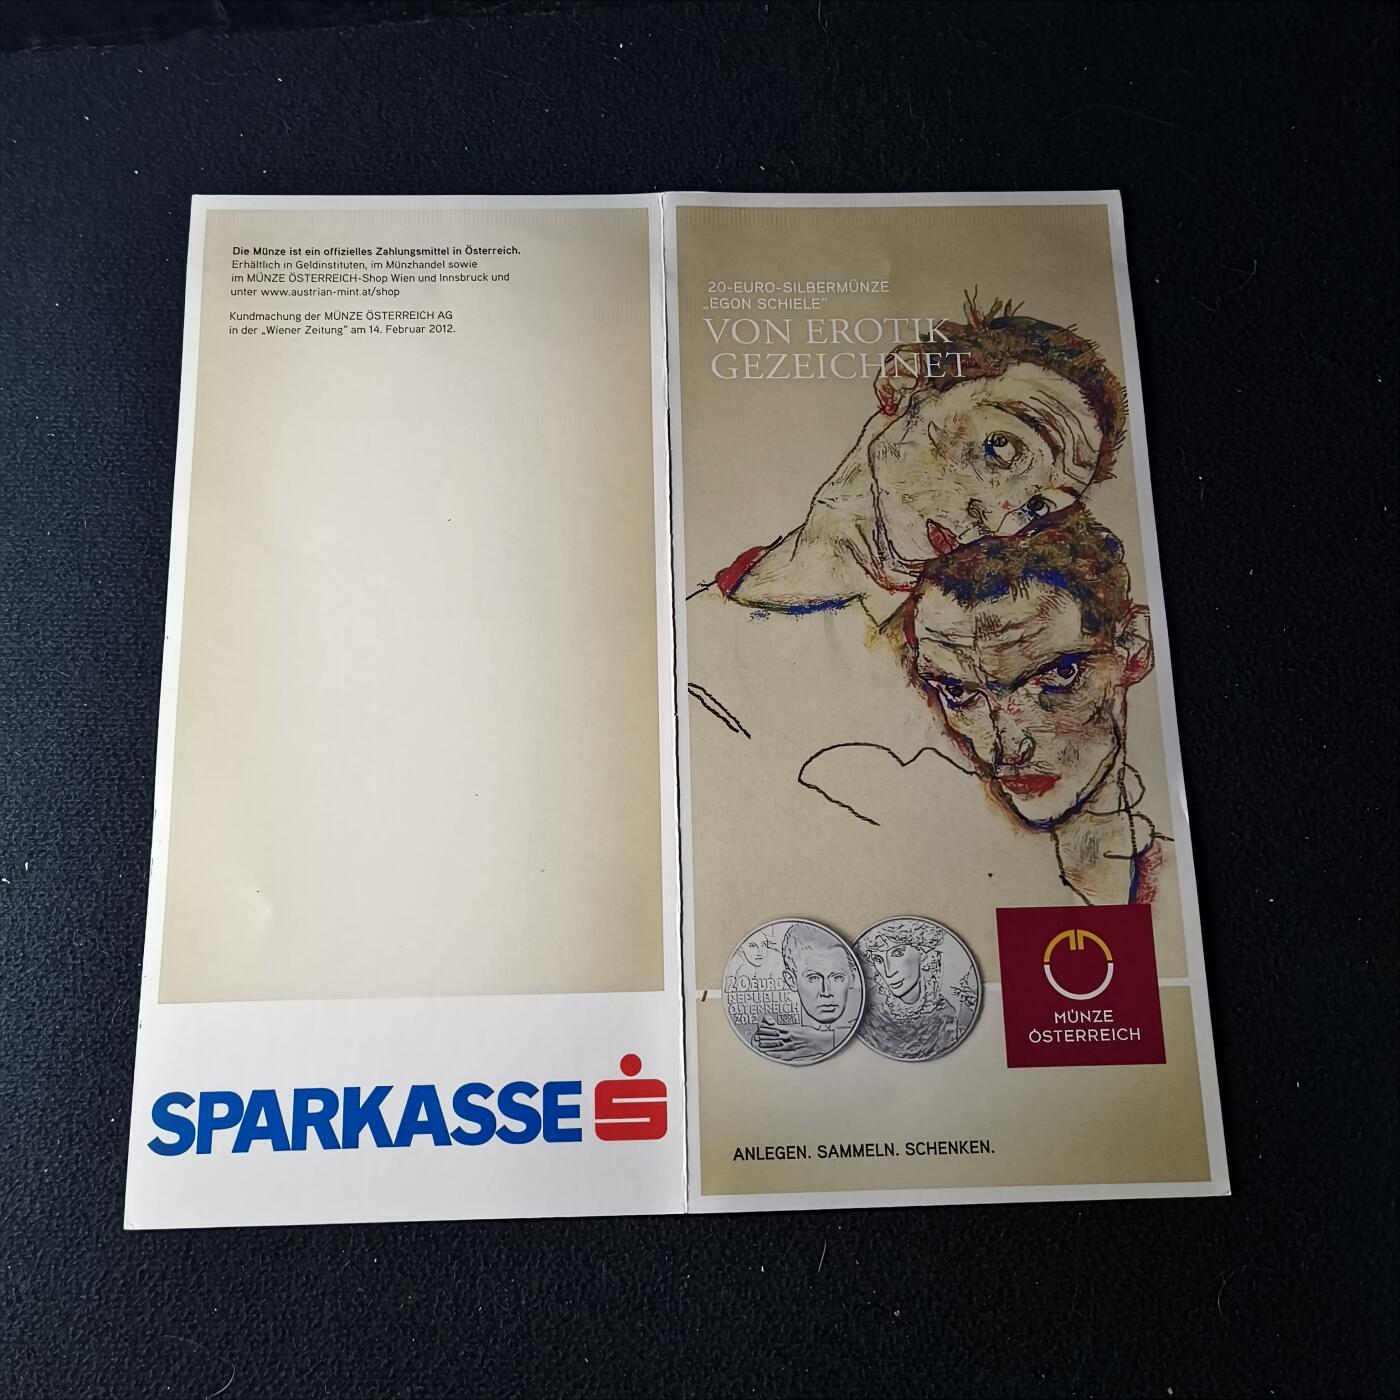 Die Münze ist ein offizielles Zahlungsmittel in Österreich.
Erhältlich in Geldinstituten, im Münzhandel sowie
im MÜNZE ÖSTERREICH-Shop Wien und Innsbruck und
unter www.austrian-mint.at/shop
Kundmachung der MÜNZE ÖSTERREICH AG
in der „Wiener Zeitung“ am 14. Februar 2012.
SPARKASSE
20-EURO-SILBERMÜNZE
„EGON SCHIELE“
VON EROTIK
GEZEICHNET
20 EURO
REPUBLIK
ÖSTERREICH
2012
MÜNZE
ÖSTERREICH
ANLEGEN. SAMMELN. SCHENKEN.